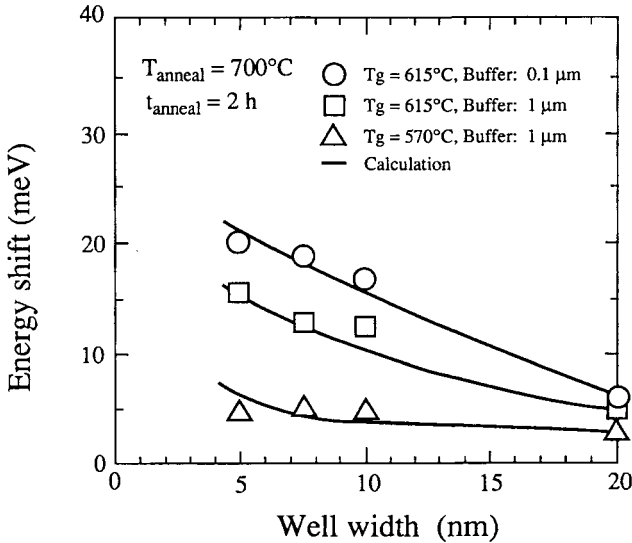 40
30
20
10
0
Energy shift (meV)
T_anneal = 700°C
t_anneal = 2 h
Tg = 615°C, Buffer: 0.1 µm
Tg = 615°C, Buffer: 1 µm
Tg = 570°C, Buffer: 1 µm
Calculation
0 5 10 15 20
Well width (nm)